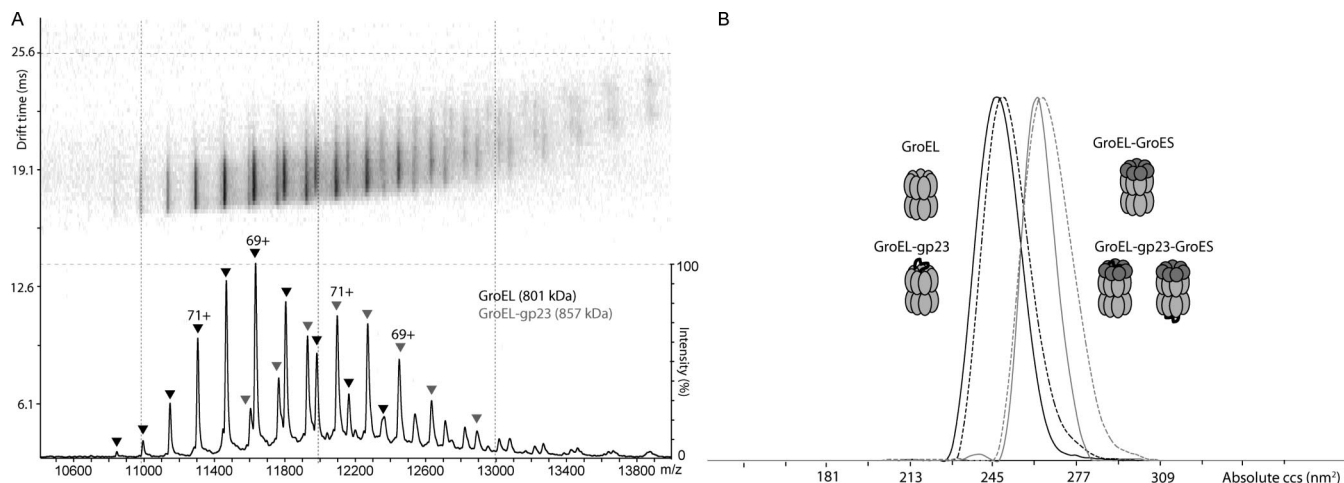 A
Drift time (ms)
25.6
19.1
12.6
6.1
69+
71+
71+
69+
GroEL (801 kDa)
GroEL-gp23 (857 kDa)
100
Intensity (%)
0
10600 11000 11400 11800 12200 12600 13000 13400 13800 m/z
B
GroEL
GroEL-GroES
GroEL-gp23
GroEL-gp23-GroES
181 213 245 277 309 Absolute ccs (nm²)